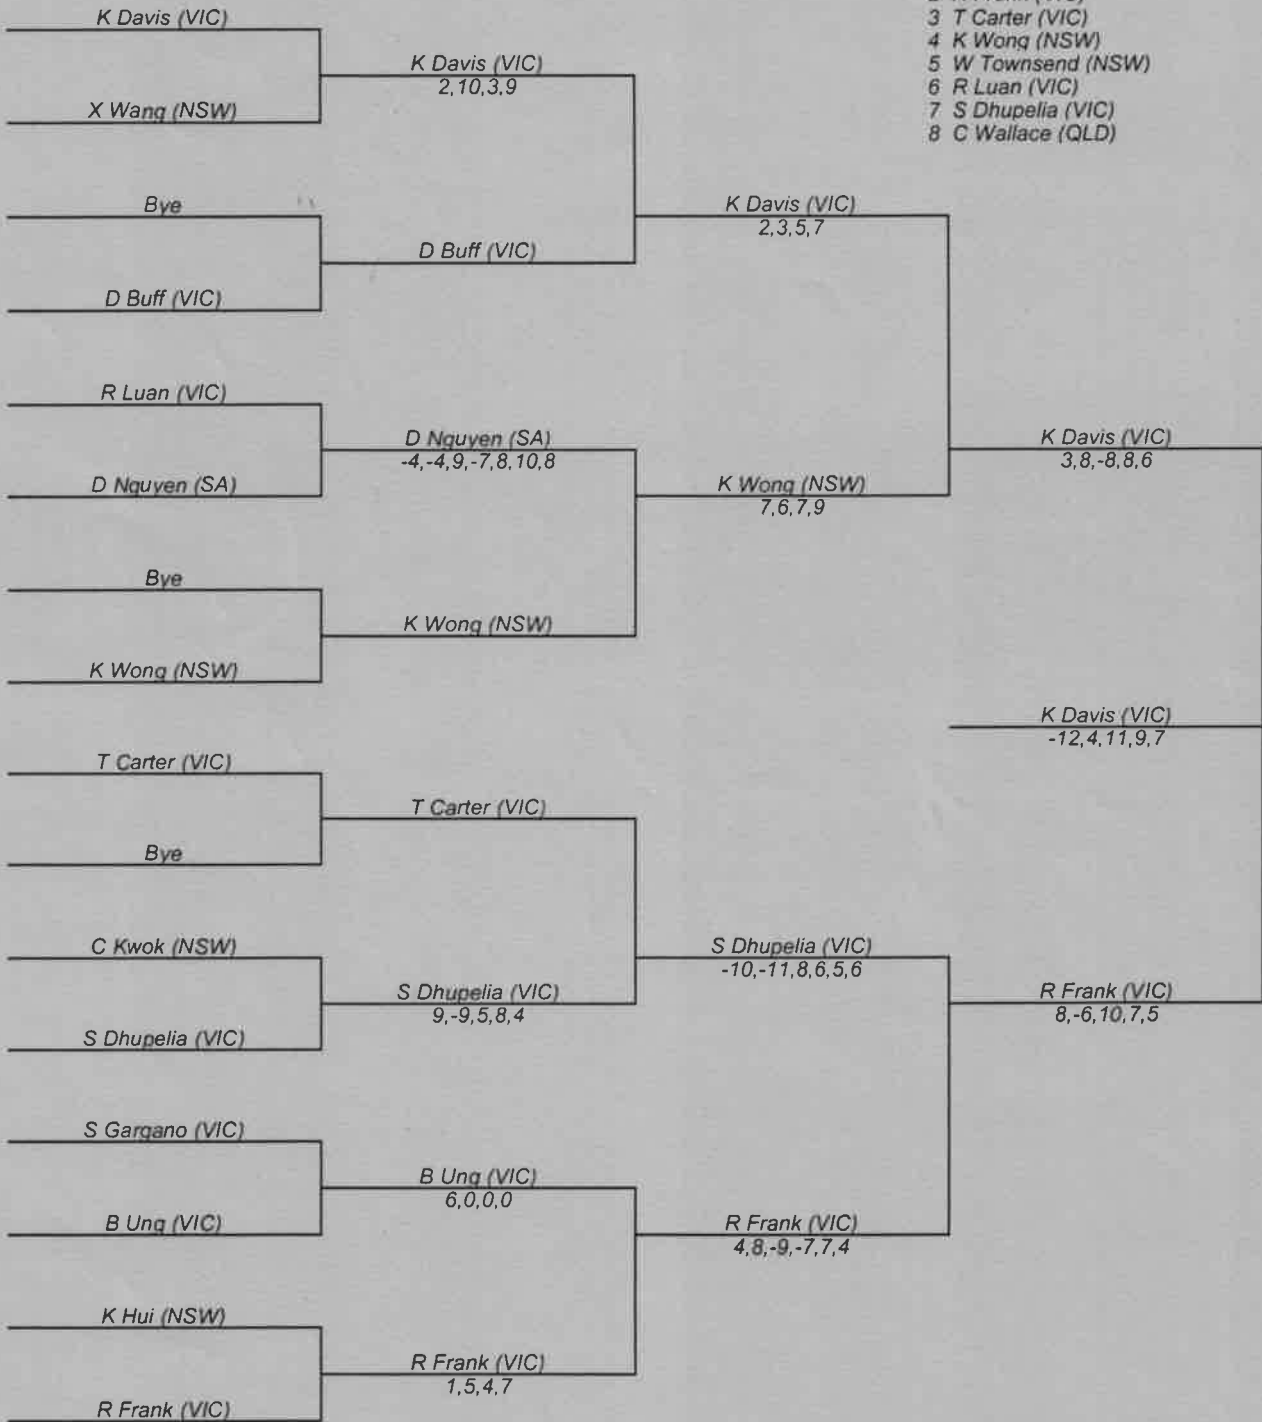 3 T Carter (VIC)
4 K Wong (NSW)
5 W Townsend (NSW)
6 R Luan (VIC)
7 S Dhupelia (VIC)
8 C Wallace (QLD)
K Davis (VIC)
X Wang (NSW)
Bye
D Buff (VIC)
R Luan (VIC)
D Nguyen (SA)
Bye
K Wong (NSW)
T Carter (VIC)
Bye
C Kwok (NSW)
S Dhupelia (VIC)
S Gargano (VIC)
B Ung (VIC)
K Hui (NSW)
R Frank (VIC)
K Davis (VIC)
2,10,3,9
D Buff (VIC)
D Nguyen (SA)
-4,-4,9,-7,8,10,8
K Wong (NSW)
T Carter (VIC)
S Dhupelia (VIC)
9,-9,5,8,4
B Ung (VIC)
6,0,0,0
R Frank (VIC)
1,5,4,7
K Davis (VIC)
2,3,5,7
K Wong (NSW)
7,6,7,9
S Dhupelia (VIC)
-10,-11,8,6,5,6
R Frank (VIC)
4,8,-9,-7,7,4
K Davis (VIC)
3,8,-8,8,6
K Davis (VIC)
-12,4,11,9,7
R Frank (VIC)
8,-6,10,7,5